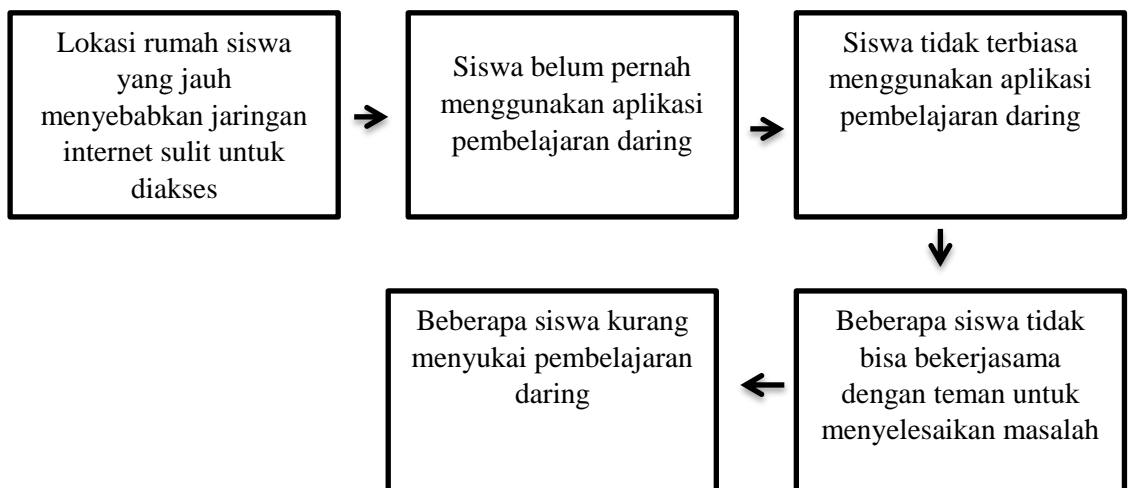 Lokasi rumah siswa
yang jauh
menyebabkan jaringan
internet sulit untuk
diakses
Siswa belum pernah
menggunakan aplikasi
pembelajaran daring
Siswa tidak terbiasa
menggunakan aplikasi
pembelajaran daring
Beberapa siswa tidak
bisa bekerjasama
dengan teman untuk
menyelesaikan masalah
Beberapa siswa kurang
menyukai pembelajaran
daring